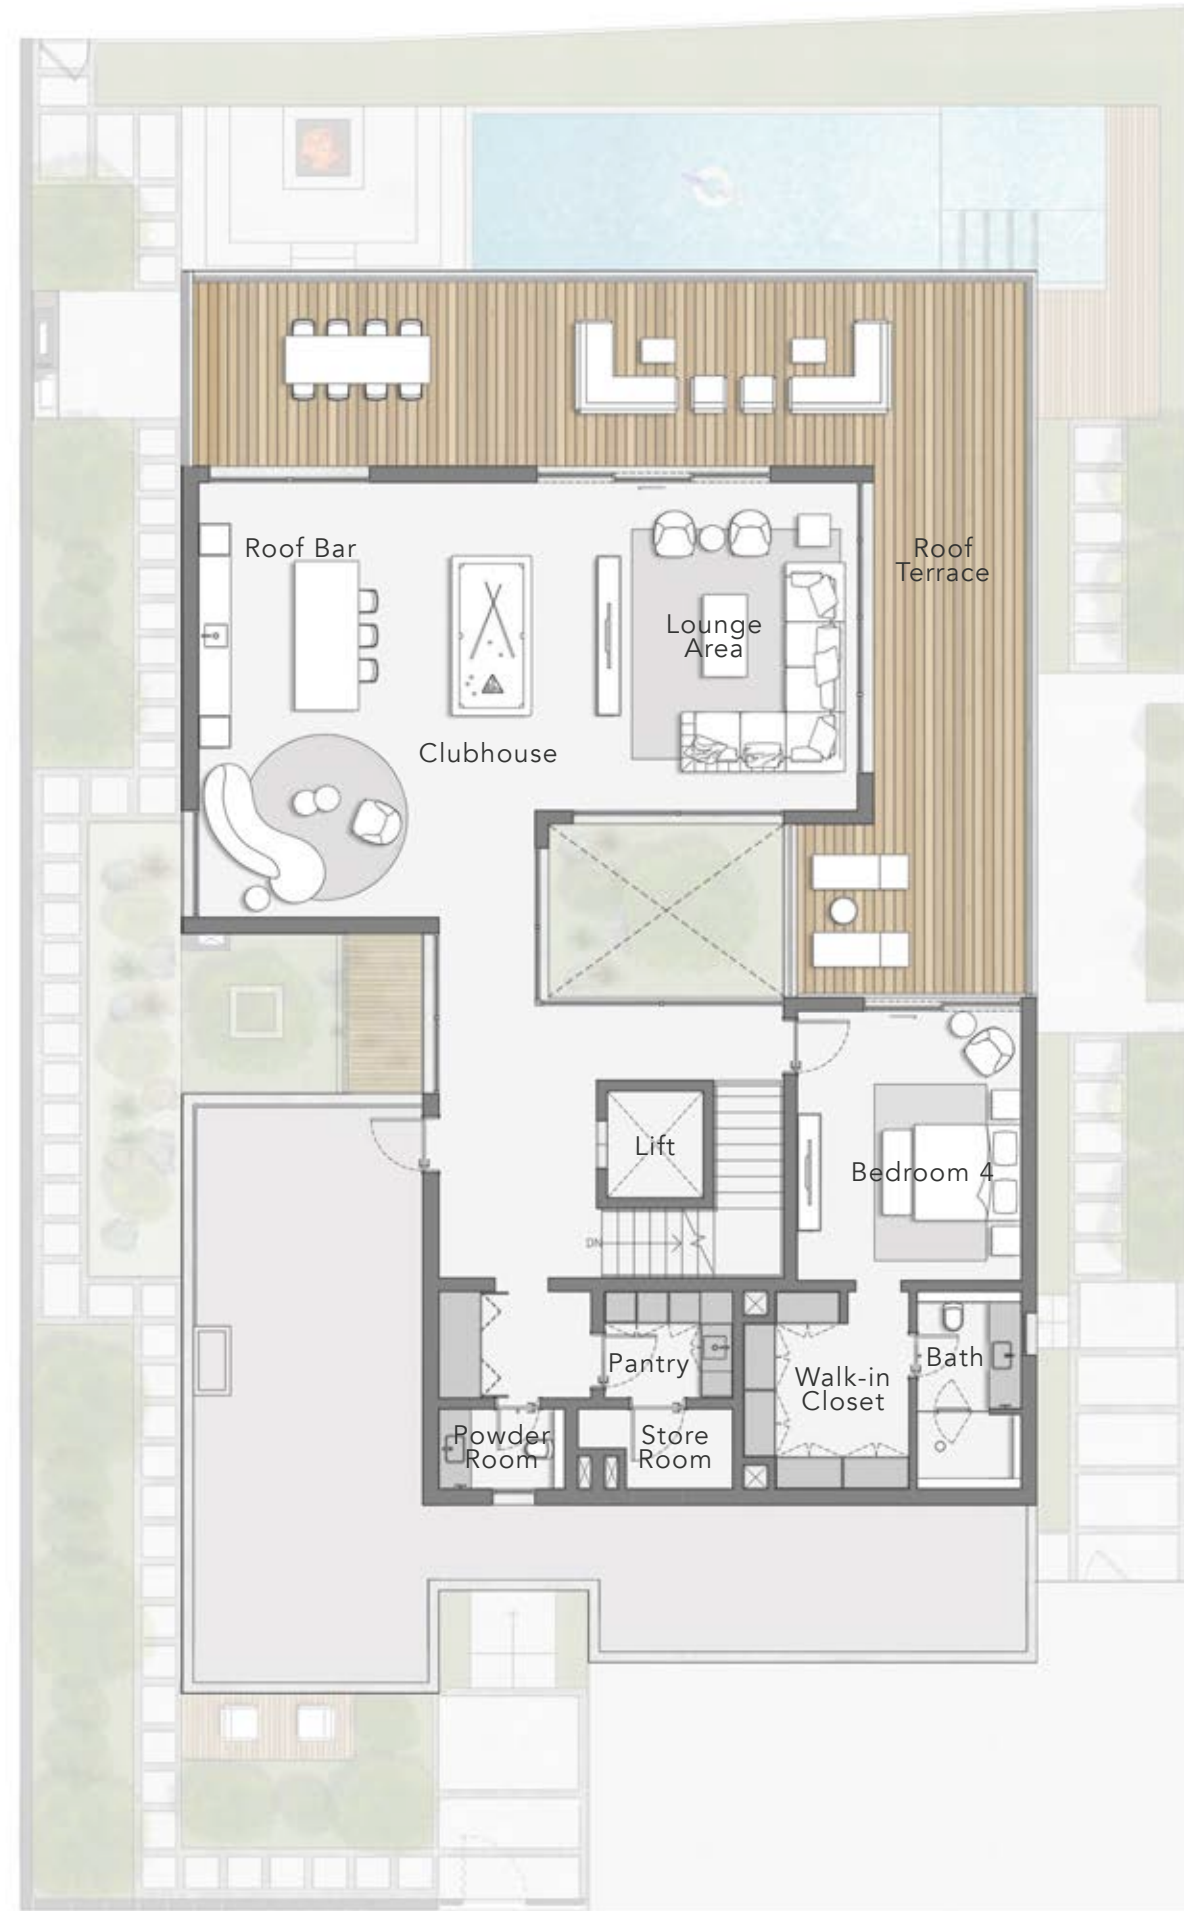 Roof Bar
Roof
Terrace
Lounge
Area
Clubhouse
Lift
Bedroom 4
DN
Pantry
Bath
Walk-in
Closet
Powder
Room
Store
Room